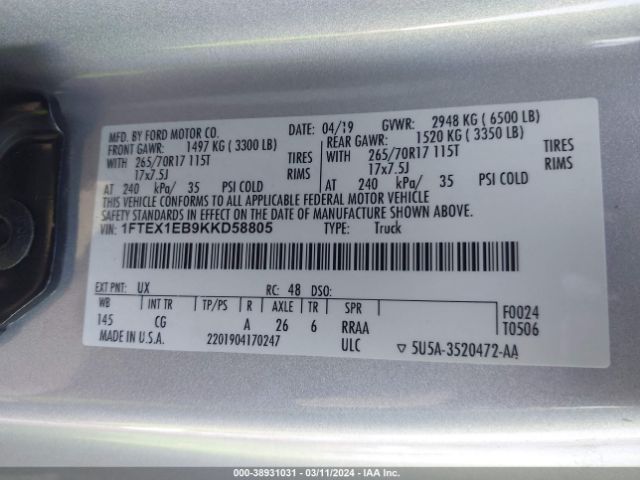 MFD. BY FORD MOTOR CO. DATE: 04/19 GVWR: 2948 KG ( 6500 LB)
FRONT GAWR: 1497 KG ( 3300 LB) REAR GAWR: 1520 KG ( 3350 LB)
WITH 265/70R17 115T TIRES WITH 265/70R17 115T TIRES
17x7.5J RIMS 17x7.5J RIMS
AT 240 kPa/ 35 PSI COLD AT 240 kPa/ 35 PSI COLD
THIS VEHICLE CONFORMS TO ALL APPLICABLE FEDERAL MOTOR VEHICLE
SAFETY STANDARDS IN EFFECT ON THE DATE OF MANUFACTURE SHOWN ABOVE.
VIN: 1FTEX1EB9KKD58805 TYPE: Truck
EXT PNT: UX RC: 48 DSO:
WB INT TR TP/PS R AXLE TR SPR F0024
145 CG A 26 6 RRAA T0506
MADE IN U.S.A. 2201904170247 ULC ▽ 5U5A-3520472-AA
000-38931031 - 03/11/2024 - IAA Inc.